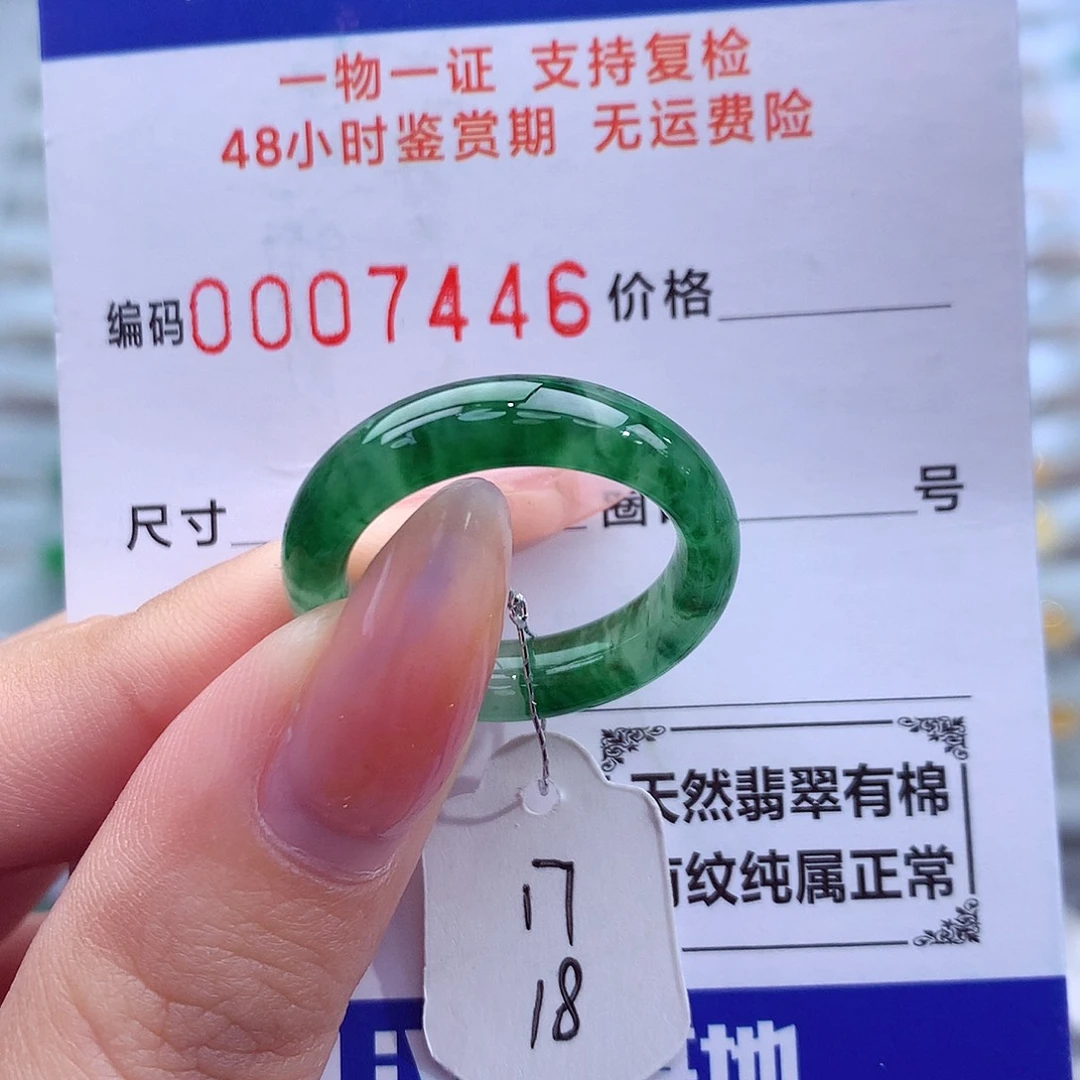 一物一证 支持复检
48小时鉴赏期 无运费险
编码0007446价格
尺寸 圈 号
天然翡翠有棉
纹纯属正常
17
18
地